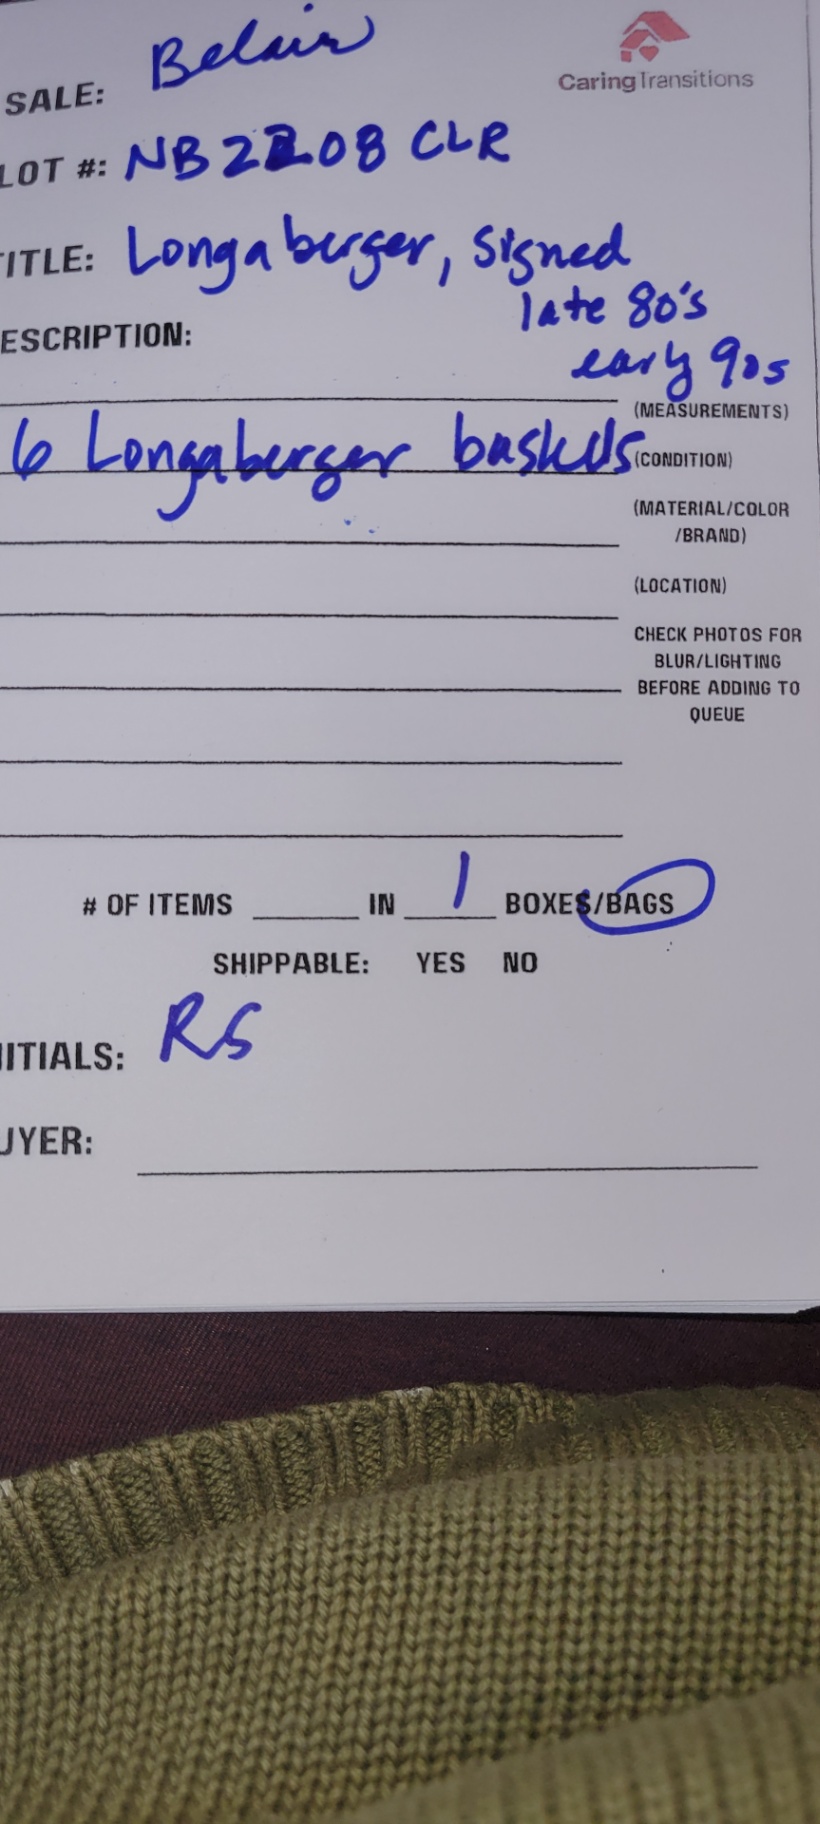 SALE: Belair
CaringTransitions
LOT #: NB2208 CLR
TITLE: Longaberger, signed
late 80's
ESCRIPTION:
early 90s
(MEASUREMENTS)
6 Longaberger baskets
(CONDITION)
(MATERIAL/COLOR
/BRAND)
(LOCATION)
CHECK PHOTOS FOR
BLUR/LIGHTING
BEFORE ADDING TO
QUEUE
# OF ITEMS IN 1 BOXES/BAGS
SHIPPABLE: YES NO
ITIALS: RS
UYER: